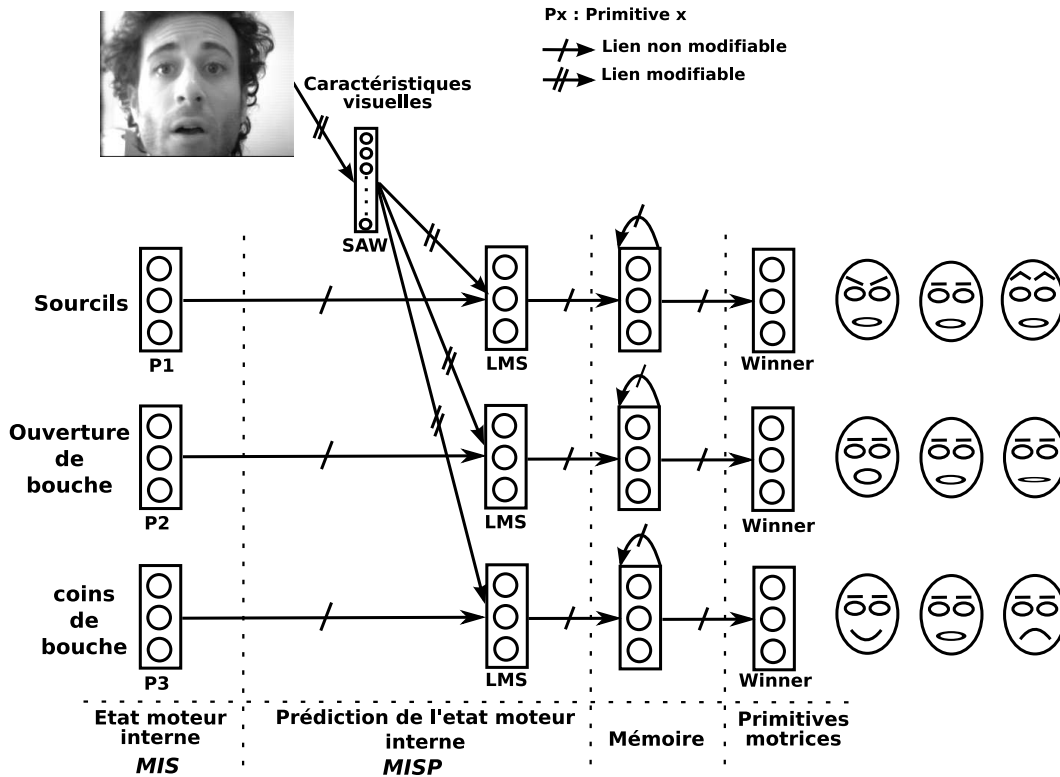 Px : Primitive x
Lien non modifiable
Lien modifiable
Caractéristiques
visuelles
SAW
Sourcils
P1
LMS
Winner
Ouverture
de
bouche
P2
LMS
Winner
coins
de
bouche
P3
LMS
Winner
Etat moteur
interne
MIS
Prédiction de l'etat moteur
interne
MISP
Mémoire
Primitives
motrices